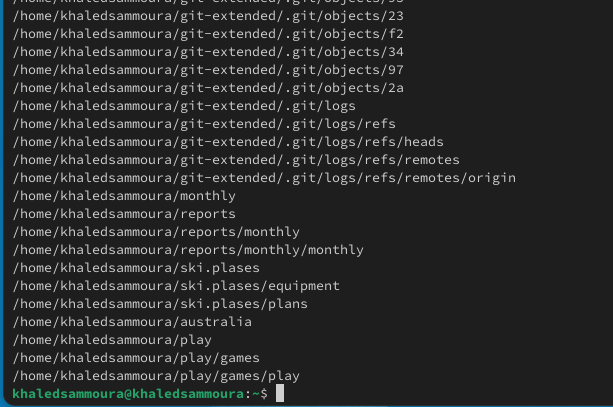 /home/khaledsammoura/git-extended/.git/objects/23
/home/khaledsammoura/git-extended/.git/objects/f2
/home/khaledsammoura/git-extended/.git/objects/34
/home/khaledsammoura/git-extended/.git/objects/97
/home/khaledsammoura/git-extended/.git/objects/2a
/home/khaledsammoura/git-extended/.git/logs
/home/khaledsammoura/git-extended/.git/logs/refs
/home/khaledsammoura/git-extended/.git/logs/refs/heads
/home/khaledsammoura/git-extended/.git/logs/refs/remotes
/home/khaledsammoura/git-extended/.git/logs/refs/remotes/origin
/home/khaledsammoura/monthly
/home/khaledsammoura/reports
/home/khaledsammoura/reports/monthly
/home/khaledsammoura/reports/monthly/monthly
/home/khaledsammoura/ski.plases
/home/khaledsammoura/ski.plases/equipment
/home/khaledsammoura/ski.plases/plans
/home/khaledsammoura/australia
/home/khaledsammoura/play
/home/khaledsammoura/play/games
/home/khaledsammoura/play/games/play
khaledsammoura@khaledsammoura:~$